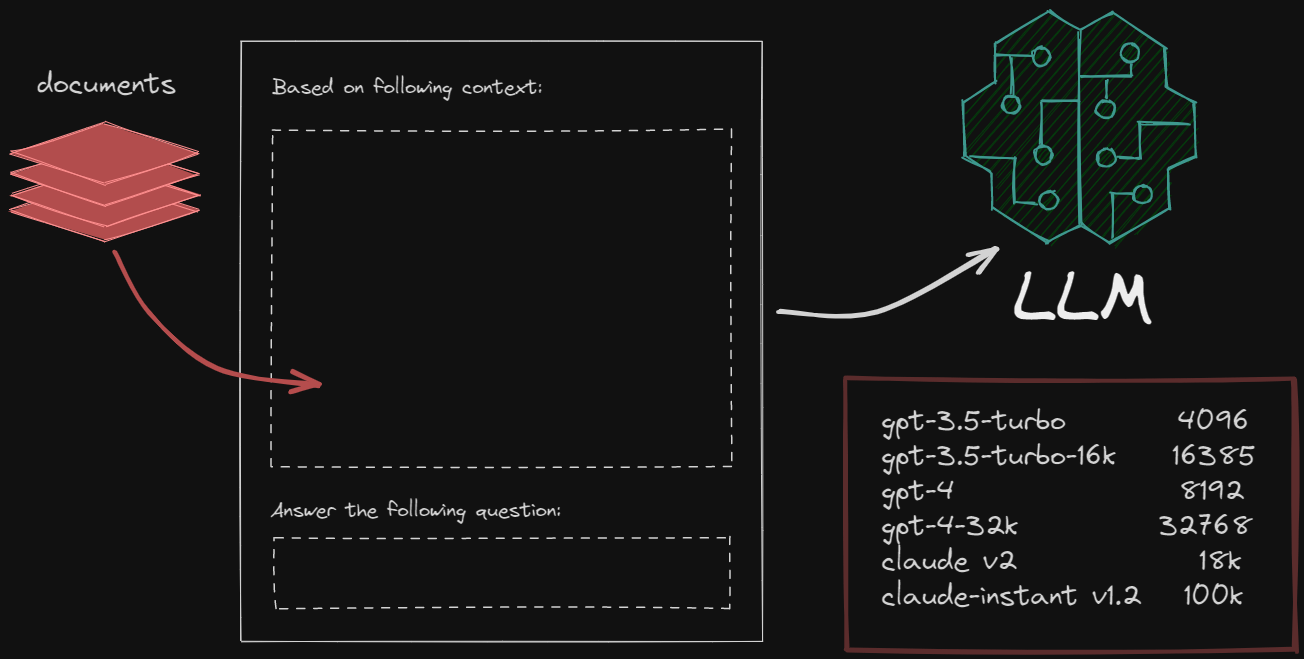 documents
Based on following context:
Answer the following question:
LLM
gpt-3.5-turbo 4096
gpt-3.5-turbo-16k 16385
gpt-4 8192
gpt-4-32k 32768
claude v2 18k
claude-instant v1.2 100k